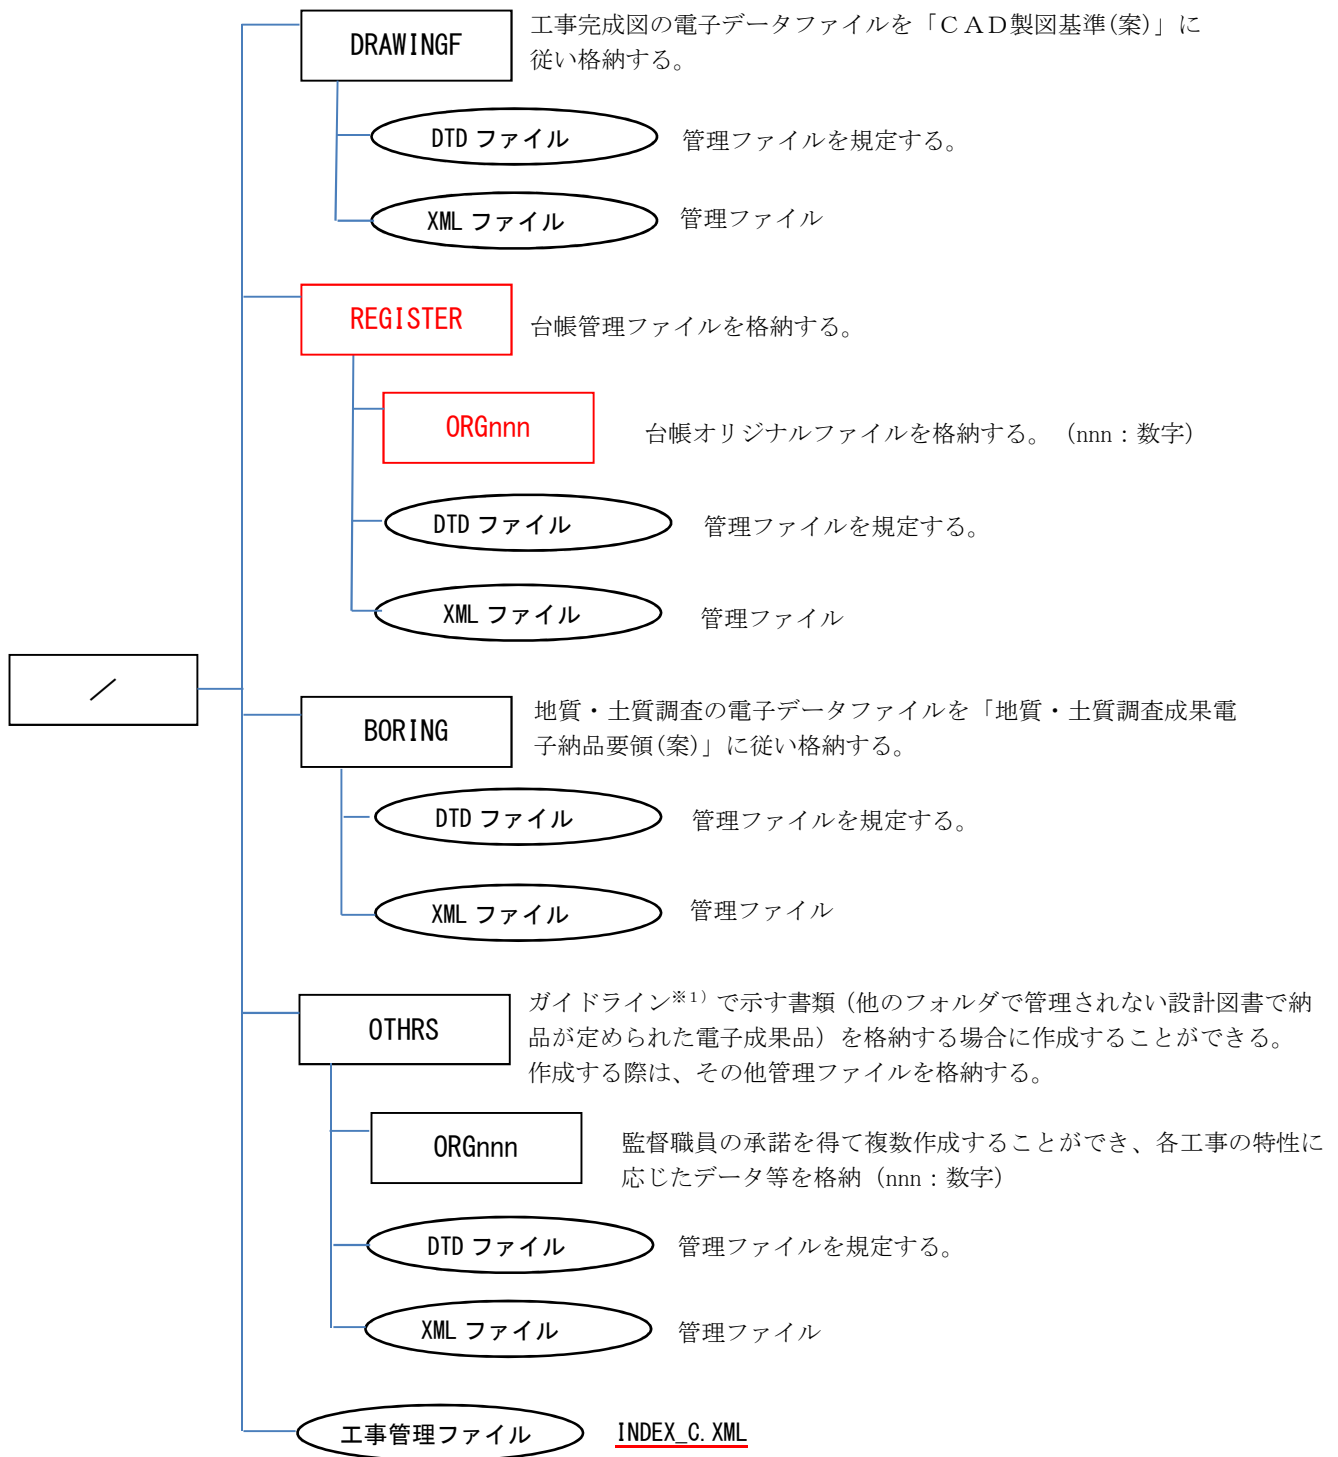 DRAWINGF
工事完成図の電子データファイルを「ＣＡＤ製図基準(案)」に
従い格納する。
DTD ファイル
管理ファイルを規定する。
XML ファイル
管理ファイル
REGISTER
台帳管理ファイルを格納する。
ORGnnn
台帳オリジナルファイルを格納する。（nnn：数字）
DTD ファイル
管理ファイルを規定する。
XML ファイル
管理ファイル
／
BORING
地質・土質調査の電子データファイルを「地質・土質調査成果電
子納品要領(案)」に従い格納する。
DTD ファイル
管理ファイルを規定する。
XML ファイル
管理ファイル
OTHRS
ガイドライン※1）で示す書類（他のフォルダで管理されない設計図書で納
品が定められた電子成果品）を格納する場合に作成することができる。
作成する際は、その他管理ファイルを格納する。
ORGnnn
監督職員の承諾を得て複数作成することができ、各工事の特性に
応じたデータ等を格納（nnn：数字）
DTD ファイル
管理ファイルを規定する。
XML ファイル
管理ファイル
工事管理ファイル
INDEX_C.XML